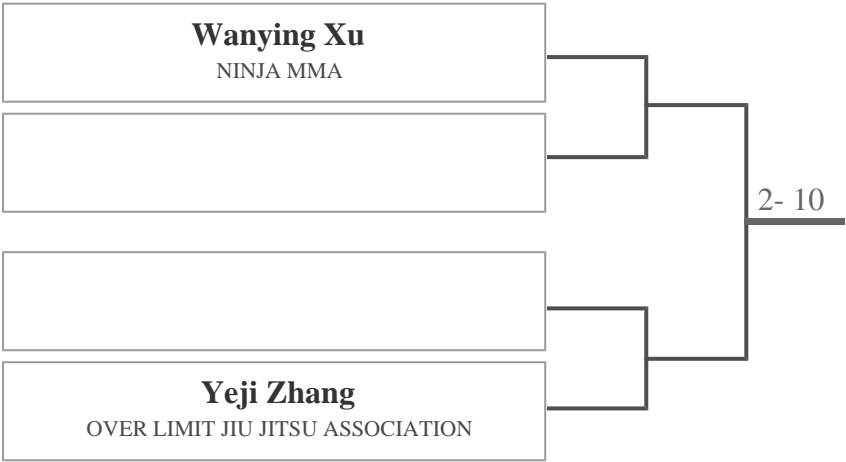 Wanying Xu
NINJA MMA
2- 10
Yeji Zhang
OVER LIMIT JIU JITSU ASSOCIATION